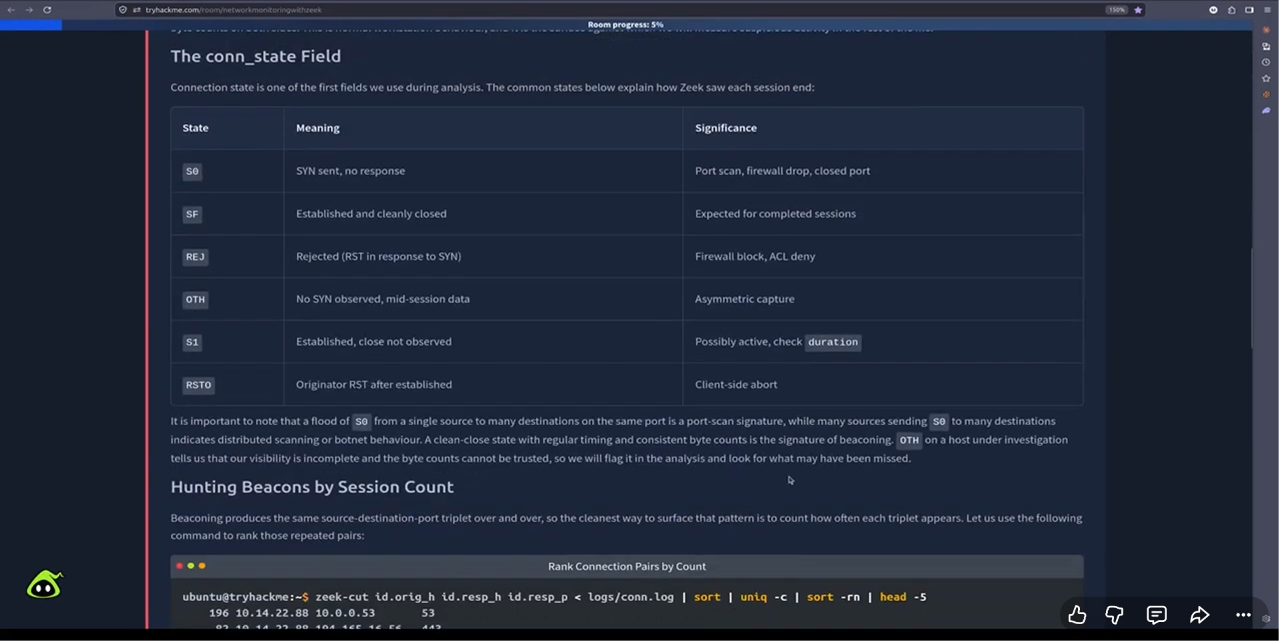 tryhackme.com/room/networkmonitoringwithzeek
150%
Room progress: 5%
The conn_state Field
Connection state is one of the first fields we use during analysis. The common states below explain how Zeek saw each session end:
State Meaning Significance
S0 SYN sent, no response Port scan, firewall drop, closed port
SF Established and cleanly closed Expected for completed sessions
REJ Rejected (RST in response to SYN) Firewall block, ACL deny
OTH No SYN observed, mid-session data Asymmetric capture
S1 Established, close not observed Possibly active, check duration
RSTO Originator RST after established Client-side abort
It is important to note that a flood of S0 from a single source to many destinations on the same port is a port-scan signature, while many sources sending S0 to many destinations
indicates distributed scanning or botnet behaviour. A clean-close state with regular timing and consistent byte counts is the signature of beaconing. OTH on a host under investigation
tells us that our visibility is incomplete and the byte counts cannot be trusted, so we will flag it in the analysis and look for what may have been missed.
Hunting Beacons by Session Count
Beaconing produces the same source-destination-port triplet over and over, so the cleanest way to surface that pattern is to count how often each triplet appears. Let us use the following
command to rank those repeated pairs:
Rank Connection Pairs by Count
ubuntu@tryhackme:~$ zeek-cut id.orig_h id.resp_h id.resp_p < logs/conn.log | sort | uniq -c | sort -rn | head -5
196 10.14.22.88 10.0.0.53 53